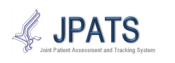 JPATS
Joint Patient Assessment and Tracking System